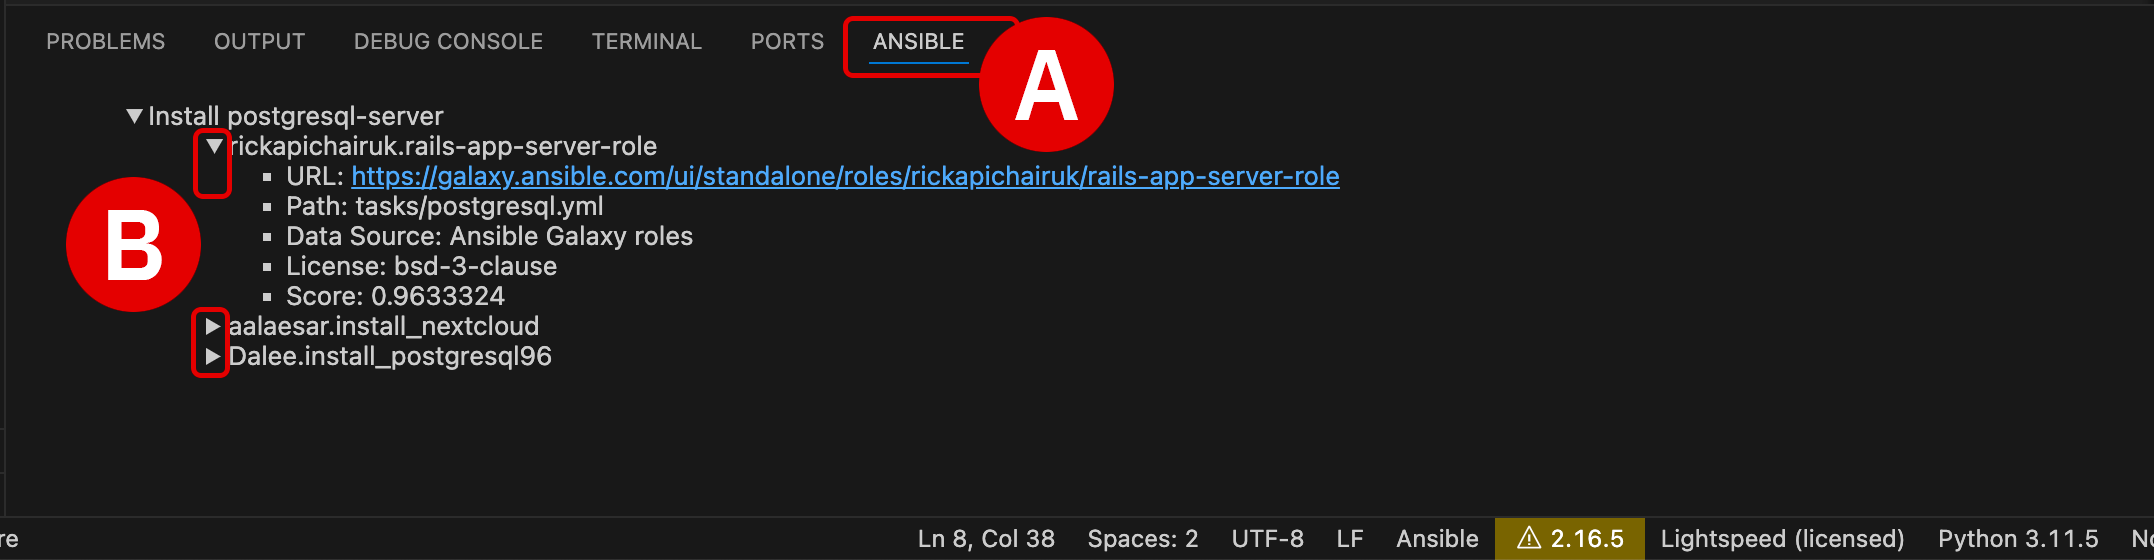 PROBLEMS OUTPUT DEBUG CONSOLE TERMINAL PORTS ANSIBLE
A
Install postgresql-server
rickapichairuk.rails-app-server-role
URL: https://galaxy.ansible.com/ui/standalone/roles/rickapichairuk/rails-app-server-role
Path: tasks/postgresql.yml
B
Data Source: Ansible Galaxy roles
License: bsd-3-clause
Score: 0.9633324
aalaesar.install_nextcloud
Dalee.install_postgresql96
re Ln 8, Col 38 Spaces: 2 UTF-8 LF Ansible 2.16.5 Lightspeed (licensed) Python 3.11.5 N